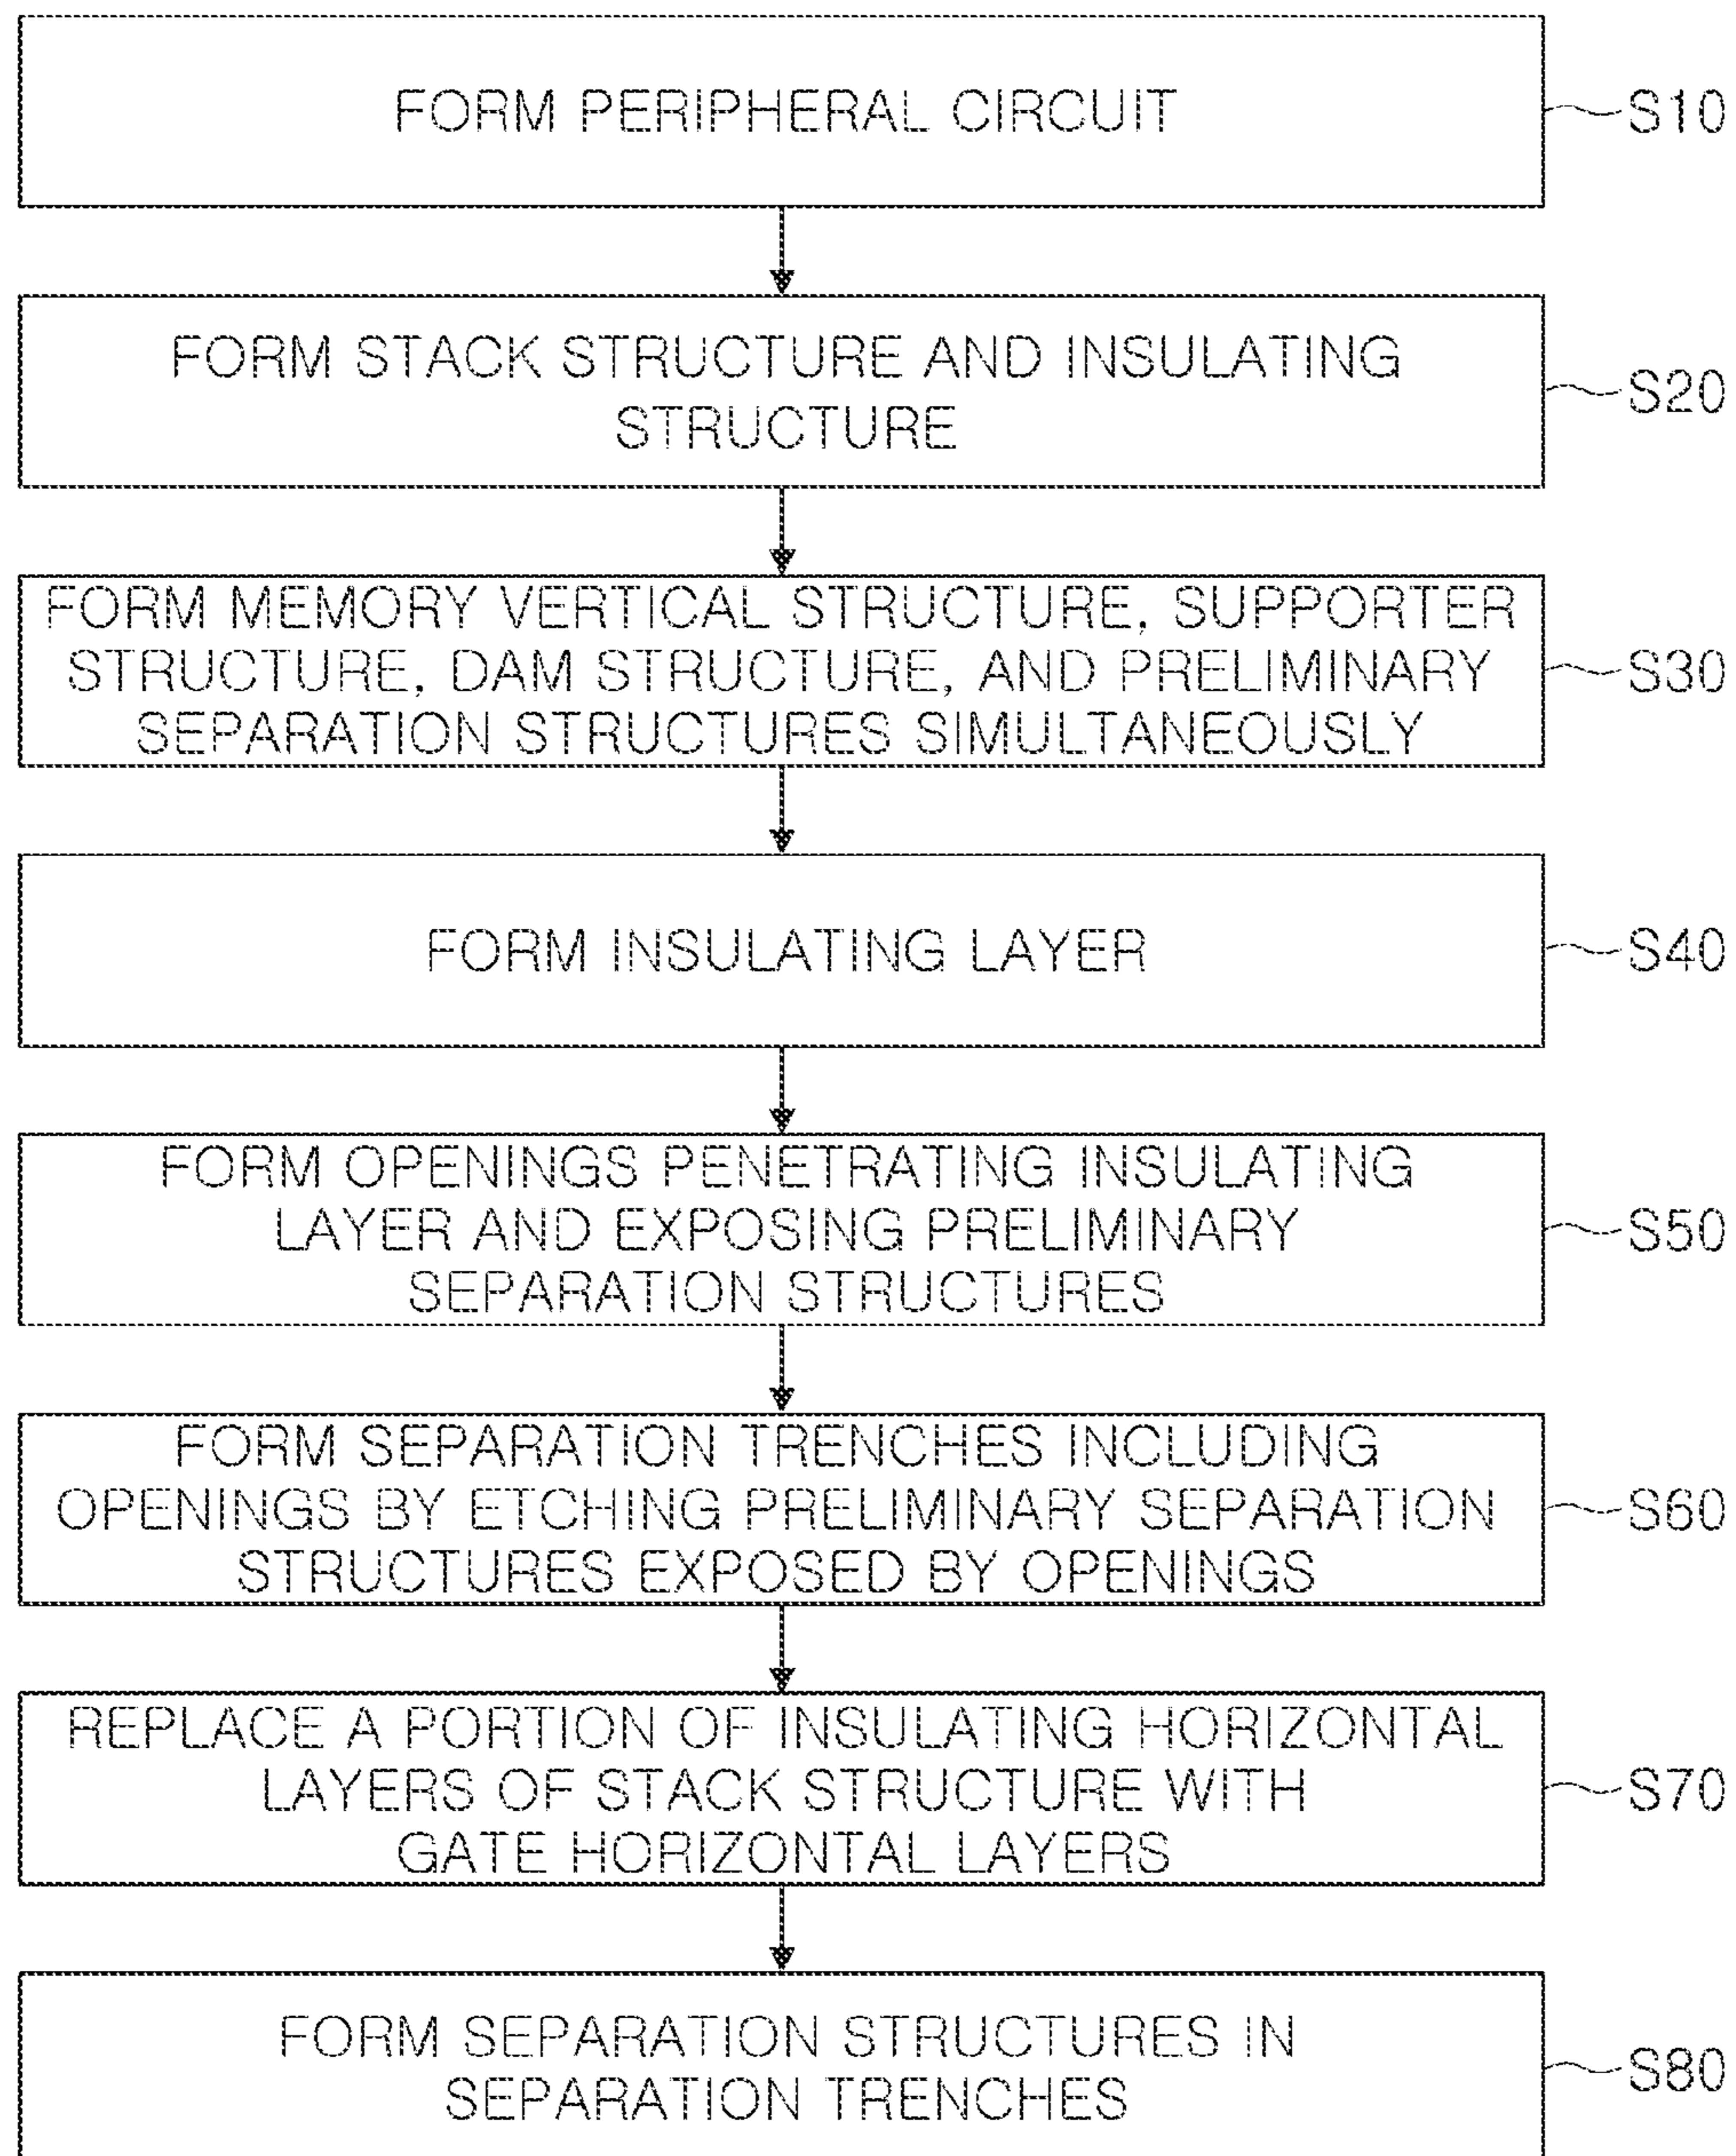 FORM PERIPHERAL CIRCUIT
S10
FORM STACK STRUCTURE AND INSULATING
STRUCTURE
S20
FORM MEMORY VERTICAL STRUCTURE, SUPPORTER
STRUCTURE, DAM STRUCTURE, AND PRELIMINARY
SEPARATION STRUCTURES SIMULTANEOUSLY
S30
FORM INSULATING LAYER
S40
FORM OPENINGS PENETRATING INSULATING
LAYER AND EXPOSING PRELIMINARY
SEPARATION STRUCTURES
S50
FORM SEPARATION TRENCHES INCLUDING
OPENINGS BY ETCHING PRELIMINARY SEPARATION
STRUCTURES EXPOSED BY OPENINGS
S60
REPLACE A PORTION OF INSULATING HORIZONTAL
LAYERS OF STACK STRUCTURE WITH
GATE HORIZONTAL LAYERS
S70
FORM SEPARATION STRUCTURES IN
SEPARATION TRENCHES
S80